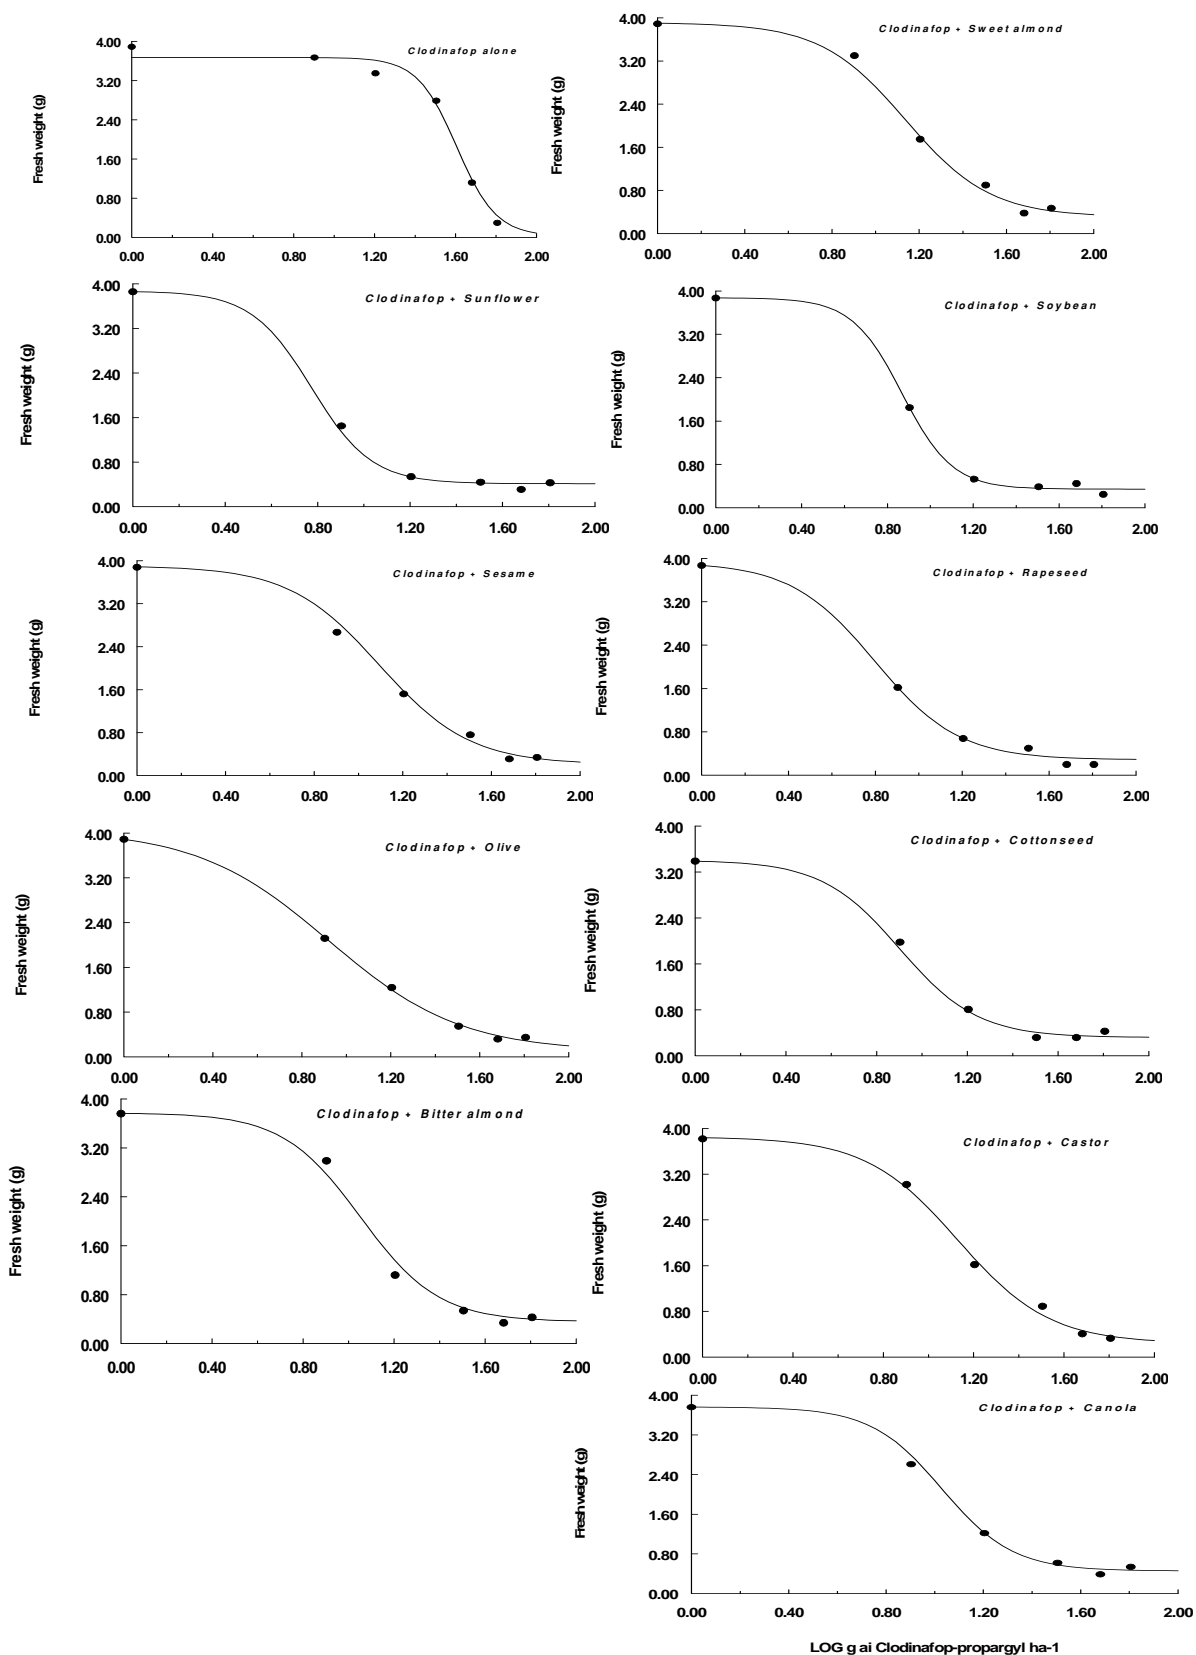 Clodinafop alone
Fresh weight (g)
4.00
3.20
2.40
1.60
0.80
0.00
0.00 0.40 0.80 1.20 1.60 2.00
Clodinafop + Sweet almond
Fresh weight (g)
4.00
3.20
2.40
1.60
0.80
0.00
0.00 0.40 0.80 1.20 1.60 2.00
Clodinafop + Sunflower
Fresh weight (g)
4.00
3.20
2.40
1.60
0.80
0.00
0.00 0.40 0.80 1.20 1.60 2.00
Clodinafop + Soybean
Fresh weight (g)
4.00
3.20
2.40
1.60
0.80
0.00
0.00 0.40 0.80 1.20 1.60 2.00
Clodinafop + Sesame
Fresh weight (g)
4.00
3.20
2.40
1.60
0.80
0.00
0.00 0.40 0.80 1.20 1.60 2.00
Clodinafop + Rapeseed
Fresh weight (g)
4.00
3.20
2.40
1.60
0.80
0.00
0.00 0.40 0.80 1.20 1.60 2.00
Clodinafop + Olive
Fresh weight (g)
4.00
3.20
2.40
1.60
0.80
0.00
0.00 0.40 0.80 1.20 1.60 2.00
Clodinafop + Cottonseed
Fresh weight (g)
4.00
3.20
2.40
1.60
0.80
0.00
0.00 0.40 0.80 1.20 1.60 2.00
Clodinafop + Bitter almond
Fresh weight (g)
4.00
3.20
2.40
1.60
0.80
0.00
0.00 0.40 0.80 1.20 1.60 2.00
Clodinafop + Castor
Fresh weight (g)
4.00
3.20
2.40
1.60
0.80
0.00
0.00 0.40 0.80 1.20 1.60 2.00
Clodinafop + Canola
Fresh weight (g)
4.00
3.20
2.40
1.60
0.80
0.00
0.00 0.40 0.80 1.20 1.60 2.00
LOG g ai Clodinafop-propargyl ha-1